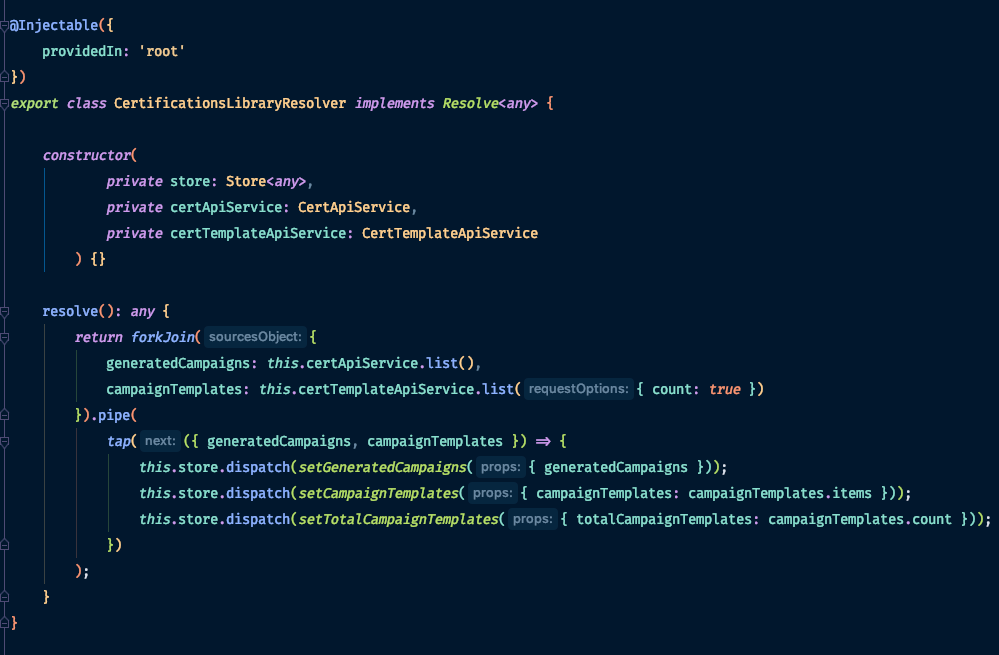 @Injectable({
    providedIn: 'root'
})
export class CertificationsLibraryResolver implements Resolve<any> {

    constructor(
            private store: Store<any>,
            private certApiService: CertApiService,
            private certTemplateApiService: CertTemplateApiService
        ) {}

    resolve(): any {
        return forkJoin( sourcesObject: {
            generatedCampaigns: this.certApiService.list(),
            campaignTemplates: this.certTemplateApiService.list( requestOptions: { count: true })
        }).pipe(
            tap( next: ({ generatedCampaigns, campaignTemplates }) => {
                this.store.dispatch(setGeneratedCampaigns( props: { generatedCampaigns }));
                this.store.dispatch(setCampaignTemplates( props: { campaignTemplates: campaignTemplates.items }));
                this.store.dispatch(setTotalCampaignTemplates( props: { totalCampaignTemplates: campaignTemplates.count }));
            })
        );
    }
}